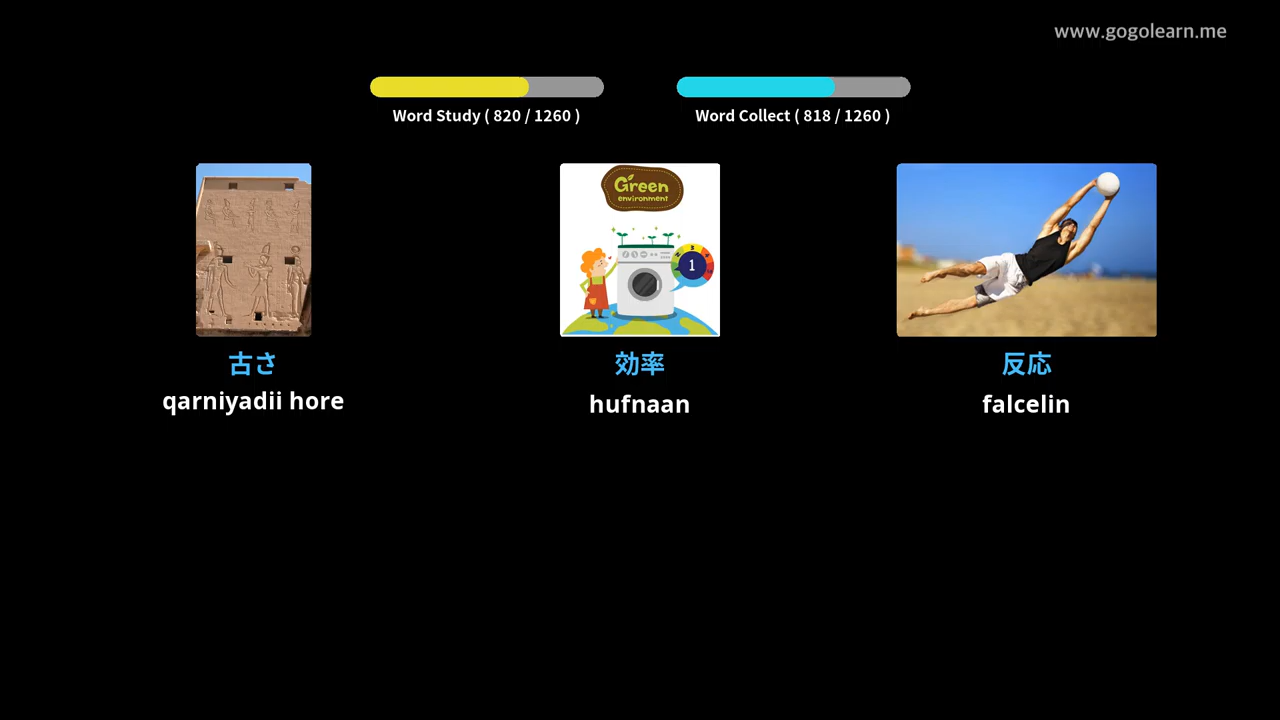 www.gogolearn.me
Word Study ( 820 / 1260 )
Word Collect ( 818 / 1260 )
Green
environment
1
古さ
効率
反応
qarniyadii hore
hufnaan
falcelin